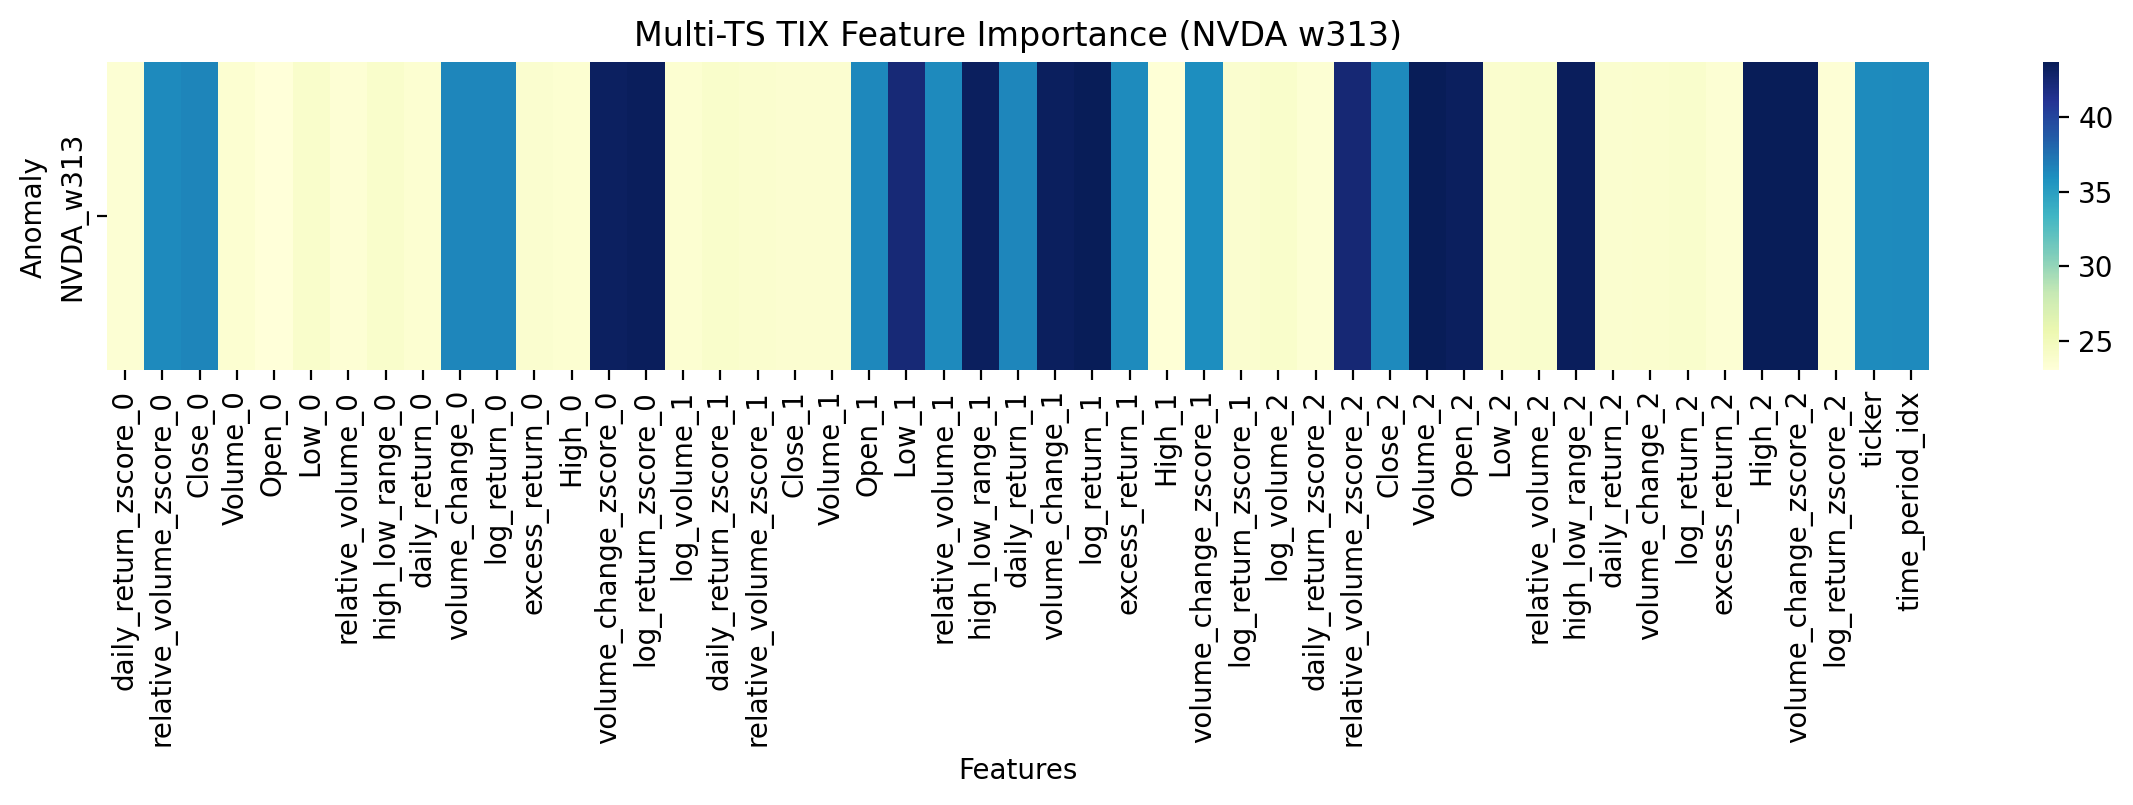 Multi-TS TIX Feature Importance (NVDA w313)
Anomaly
NVDA_w313
40
35
30
25
daily_return_zscore_0
relative_volume_zscore_0
Close_0
Volume_0
Open_0
Low_0
relative_volume_0
high_low_range_0
daily_return_0
volume_change_0
log_return_0
excess_return_0
High_0
volume_change_zscore_0
log_return_zscore_0
log_volume_1
daily_return_zscore_1
relative_volume_zscore_1
Close_1
Volume_1
Open_1
Low_1
relative_volume_1
high_low_range_1
daily_return_1
volume_change_1
log_return_1
excess_return_1
High_1
volume_change_zscore_1
log_return_zscore_1
log_volume_2
daily_return_zscore_2
relative_volume_zscore_2
Close_2
Volume_2
Open_2
Low_2
relative_volume_2
high_low_range_2
daily_return_2
volume_change_2
log_return_2
excess_return_2
High_2
volume_change_zscore_2
log_return_zscore_2
ticker
time_period_idx
Features